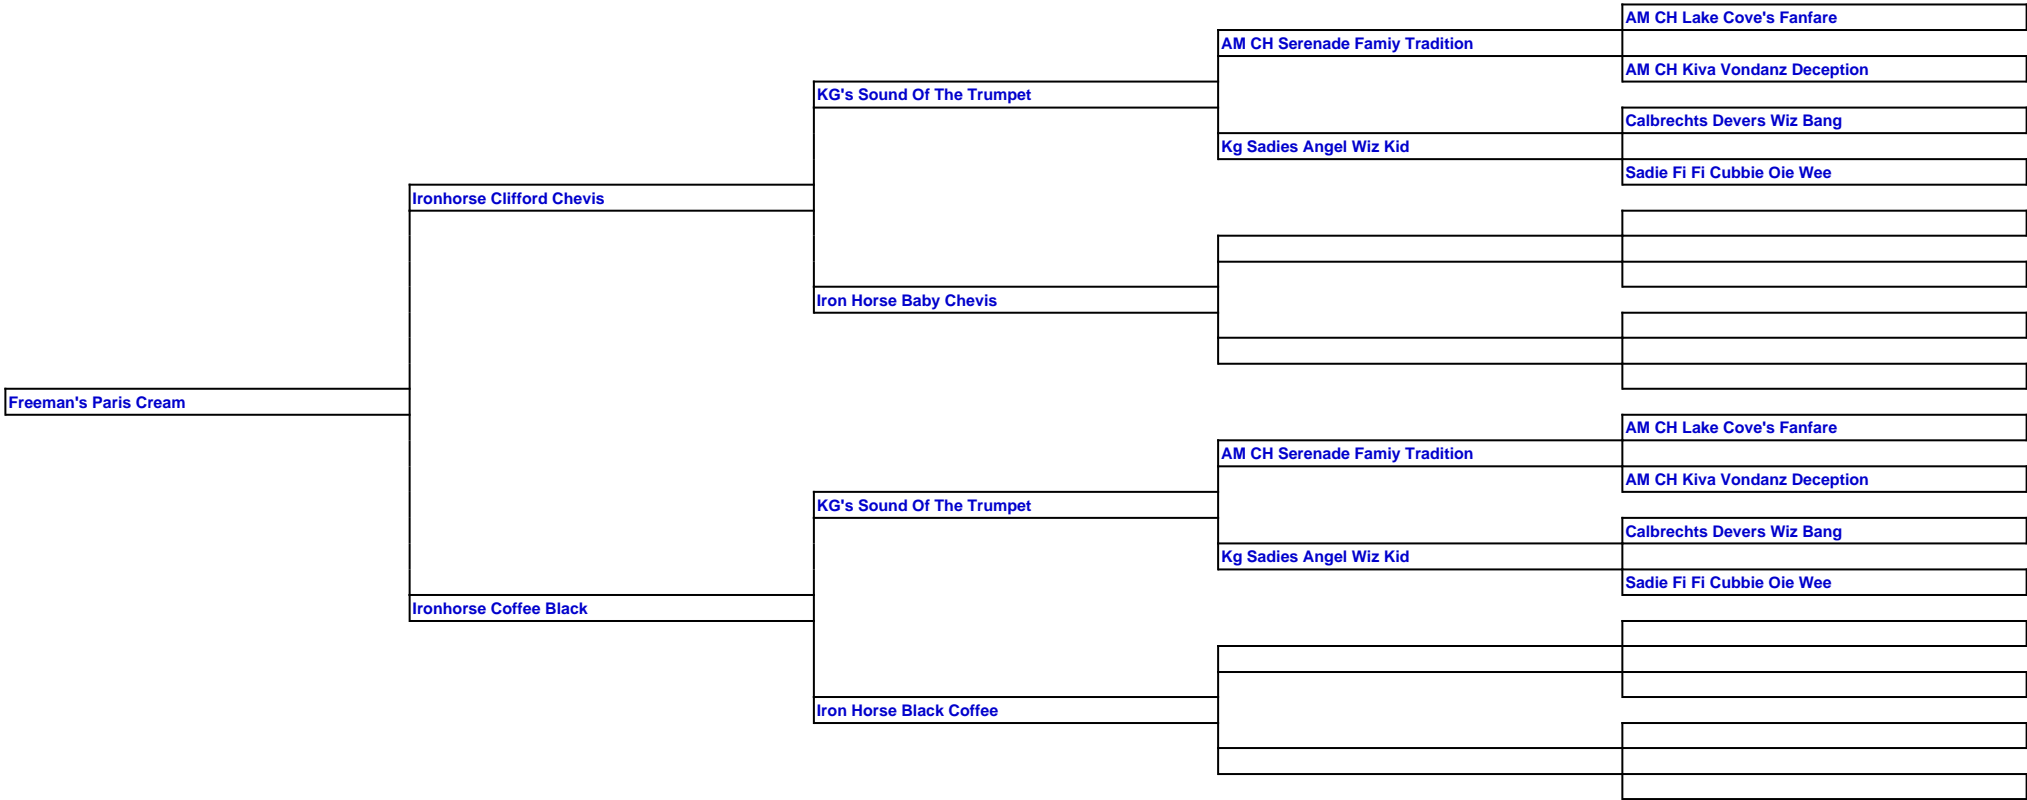 AM CH Lake Cove's Fanfare
AM CH Serenade Famiy Tradition
AM CH Kiva Vondanz Deception
KG's Sound Of The Trumpet
Calbrechts Devers Wiz Bang
Kg Sadies Angel Wiz Kid
Sadie Fi Fi Cubbie Oie Wee
Ironhorse Clifford Chevis
Iron Horse Baby Chevis
Freeman's Paris Cream
AM CH Lake Cove's Fanfare
AM CH Serenade Famiy Tradition
AM CH Kiva Vondanz Deception
KG's Sound Of The Trumpet
Calbrechts Devers Wiz Bang
Kg Sadies Angel Wiz Kid
Sadie Fi Fi Cubbie Oie Wee
Ironhorse Coffee Black
Iron Horse Black Coffee